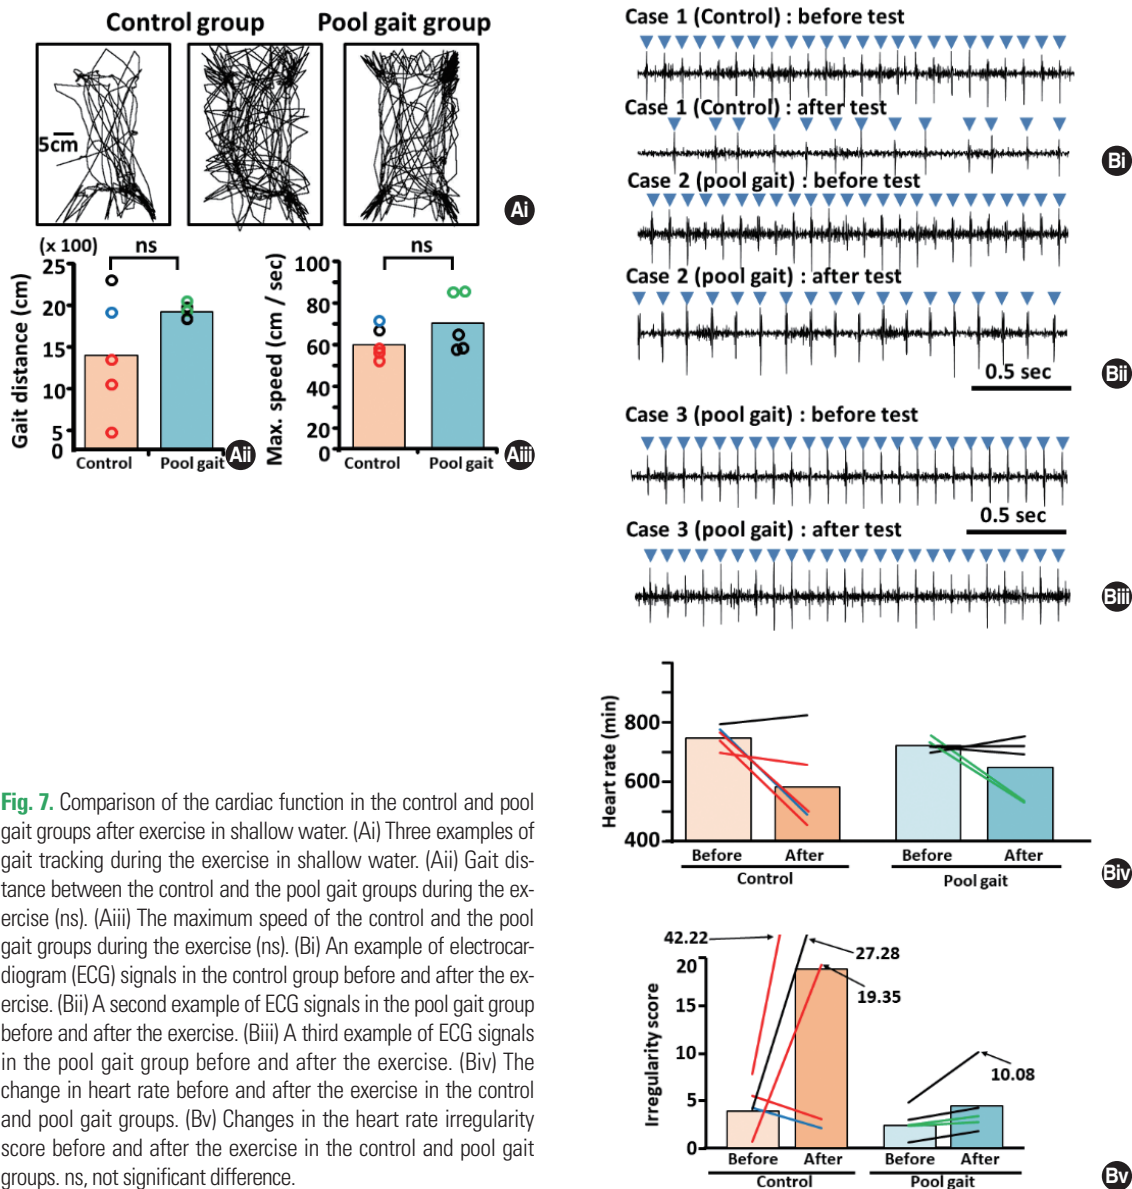 Control group
Pool gait group
5cm
Ai
(x 100)
ns
25
20
15
10
5
0
Gait distance (cm)
Control
Pool gait
Aii
ns
100
80
60
40
20
0
Max. speed (cm / sec)
Control
Pool gait
Aiii
Case 1 (Control) : before test
Case 1 (Control) : after test
Bi
Case 2 (pool gait) : before test
Case 2 (pool gait) : after test
0.5 sec
Bii
Case 3 (pool gait) : before test
0.5 sec
Case 3 (pool gait) : after test
Biii
Heart rate (min)
800
600
400
Before
After
Before
After
Control
Pool gait
Biv
Irregularity score
42.22
27.28
19.35
10.08
20
15
10
5
0
Before
After
Before
After
Control
Pool gait
Bv
Fig. 7. Comparison of the cardiac function in the control and pool
gait groups after exercise in shallow water. (Ai) Three examples of
gait tracking during the exercise in shallow water. (Aii) Gait dis-
tance between the control and the pool gait groups during the ex-
ercise (ns). (Aiii) The maximum speed of the control and the pool
gait groups during the exercise (ns). (Bi) An example of electrocar-
diogram (ECG) signals in the control group before and after the ex-
ercise. (Bii) A second example of ECG signals in the pool gait group
before and after the exercise. (Biii) A third example of ECG signals
in the pool gait group before and after the exercise. (Biv) The
change in heart rate before and after the exercise in the control
and pool gait groups. (Bv) Changes in the heart rate irregularity
score before and after the exercise in the control and pool gait
groups. ns, not significant difference.